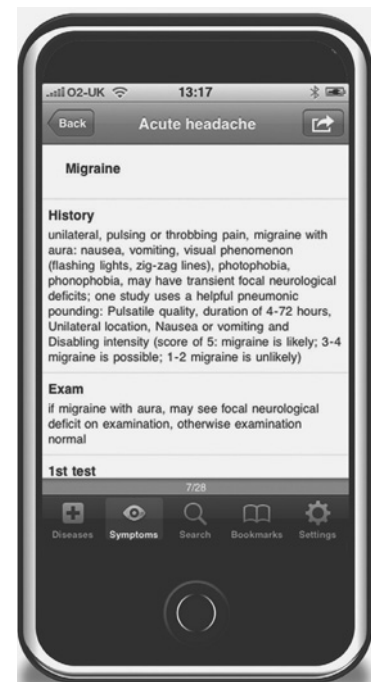 O2-UK 13:17
Back Acute headache
Migraine
History
unilateral, pulsing or throbbing pain, migraine with
aura: nausea, vomiting, visual phenomenon
(flashing lights, zig-zag lines), photophobia,
phonophobia, may have transient focal neurological
deficits; one study uses a helpful pneumonic
pounding: Pulsatile quality, duration of 4-72 hours,
Unilateral location, Nausea or vomiting and
Disabling intensity (score of 5: migraine is likely; 3-4
migraine is possible; 1-2 migraine is unlikely)
Exam
if migraine with aura, may see focal neurological
deficit on examination, otherwise examination
normal
1st test
7/28
Diseases Symptoms Search Bookmarks Settings